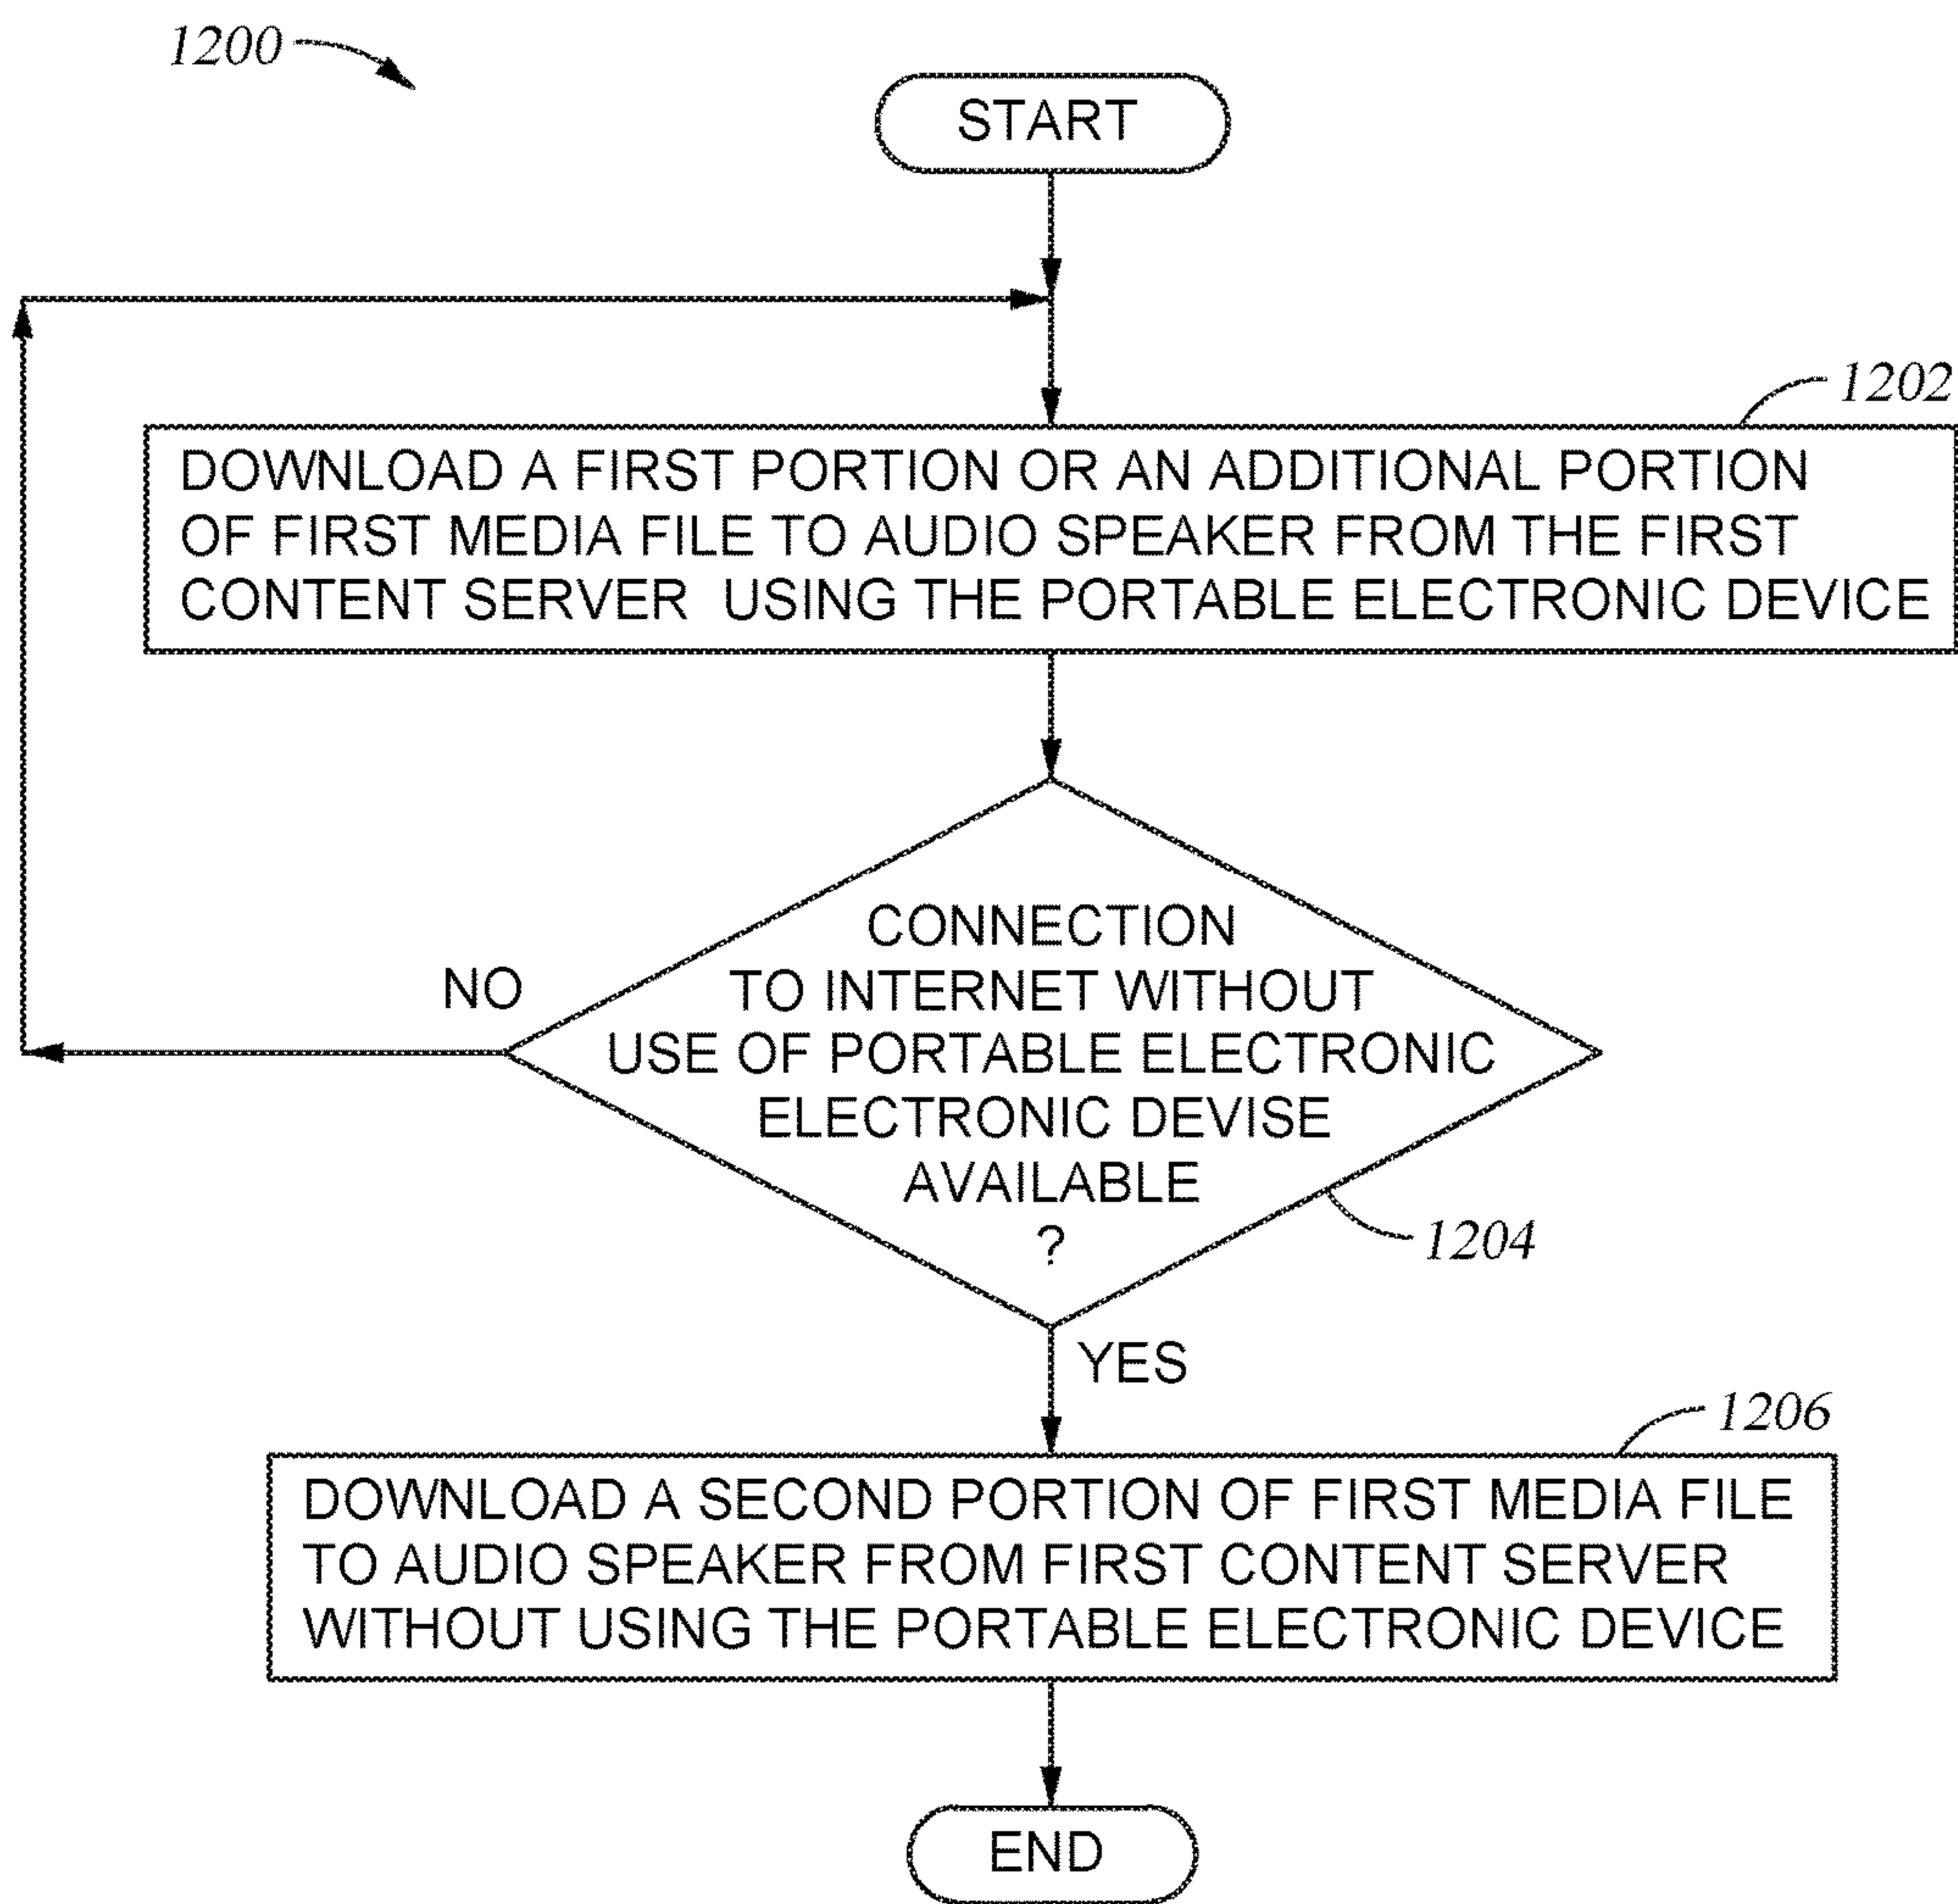 1200
START
1202
DOWNLOAD A FIRST PORTION OR AN ADDITIONAL PORTION
OF FIRST MEDIA FILE TO AUDIO SPEAKER FROM THE FIRST
CONTENT SERVER USING THE PORTABLE ELECTRONIC DEVICE
CONNECTION
NO
TO INTERNET WITHOUT
USE OF PORTABLE ELECTRONIC
ELECTRONIC DEVISE
AVAILABLE
?
1204
YES
1206
DOWNLOAD A SECOND PORTION OF FIRST MEDIA FILE
TO AUDIO SPEAKER FROM FIRST CONTENT SERVER
WITHOUT USING THE PORTABLE ELECTRONIC DEVICE
END